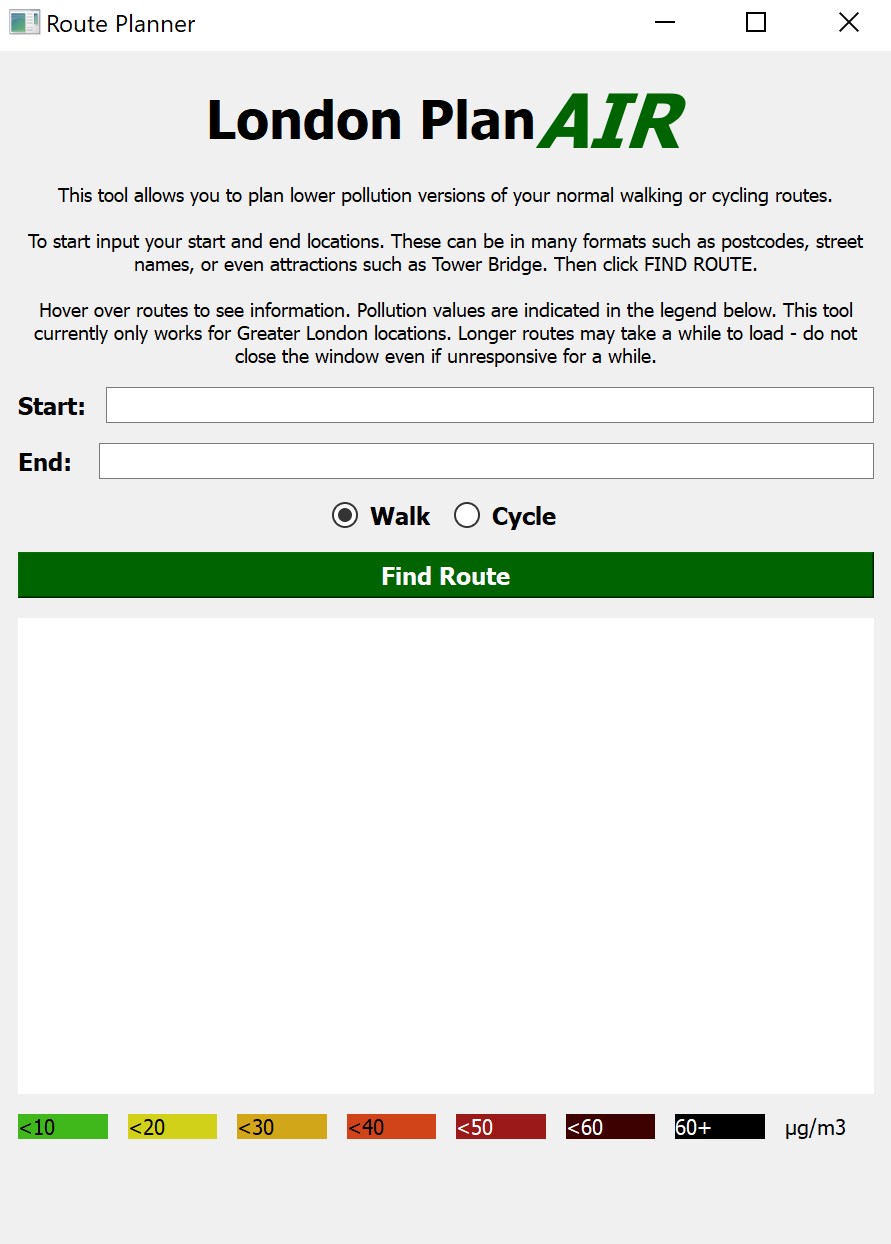 Route Planner
London PlanAIR
This tool allows you to plan lower pollution versions of your normal walking or cycling routes.
To start input your start and end locations. These can be in many formats such as postcodes, street
names, or even attractions such as Tower Bridge. Then click FIND ROUTE.
Hover over routes to see information. Pollution values are indicated in the legend below. This tool
currently only works for Greater London locations. Longer routes may take a while to load - do not
close the window even if unresponsive for a while.
Start:
End:
Walk Cycle
Find Route
<10 <20 <30 <40 <50 <60 60+ µg/m3